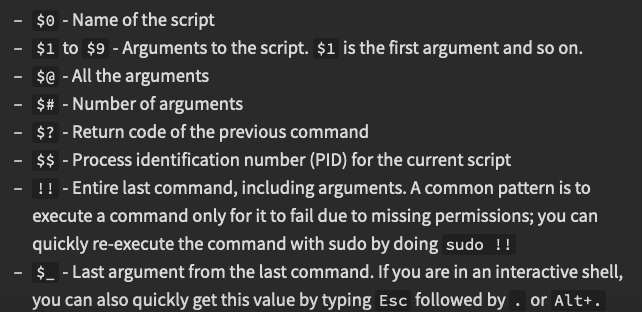 – $0 - Name of the script
– $1 to $9 - Arguments to the script. $1 is the first argument and so on.
– $@ - All the arguments
– $# - Number of arguments
– $? - Return code of the previous command
– $$ - Process identification number (PID) for the current script
– !! - Entire last command, including arguments. A common pattern is to
execute a command only for it to fail due to missing permissions; you can
quickly re-execute the command with sudo by doing sudo !!
– $_ - Last argument from the last command. If you are in an interactive shell,
you can also quickly get this value by typing Esc followed by . or Alt+.